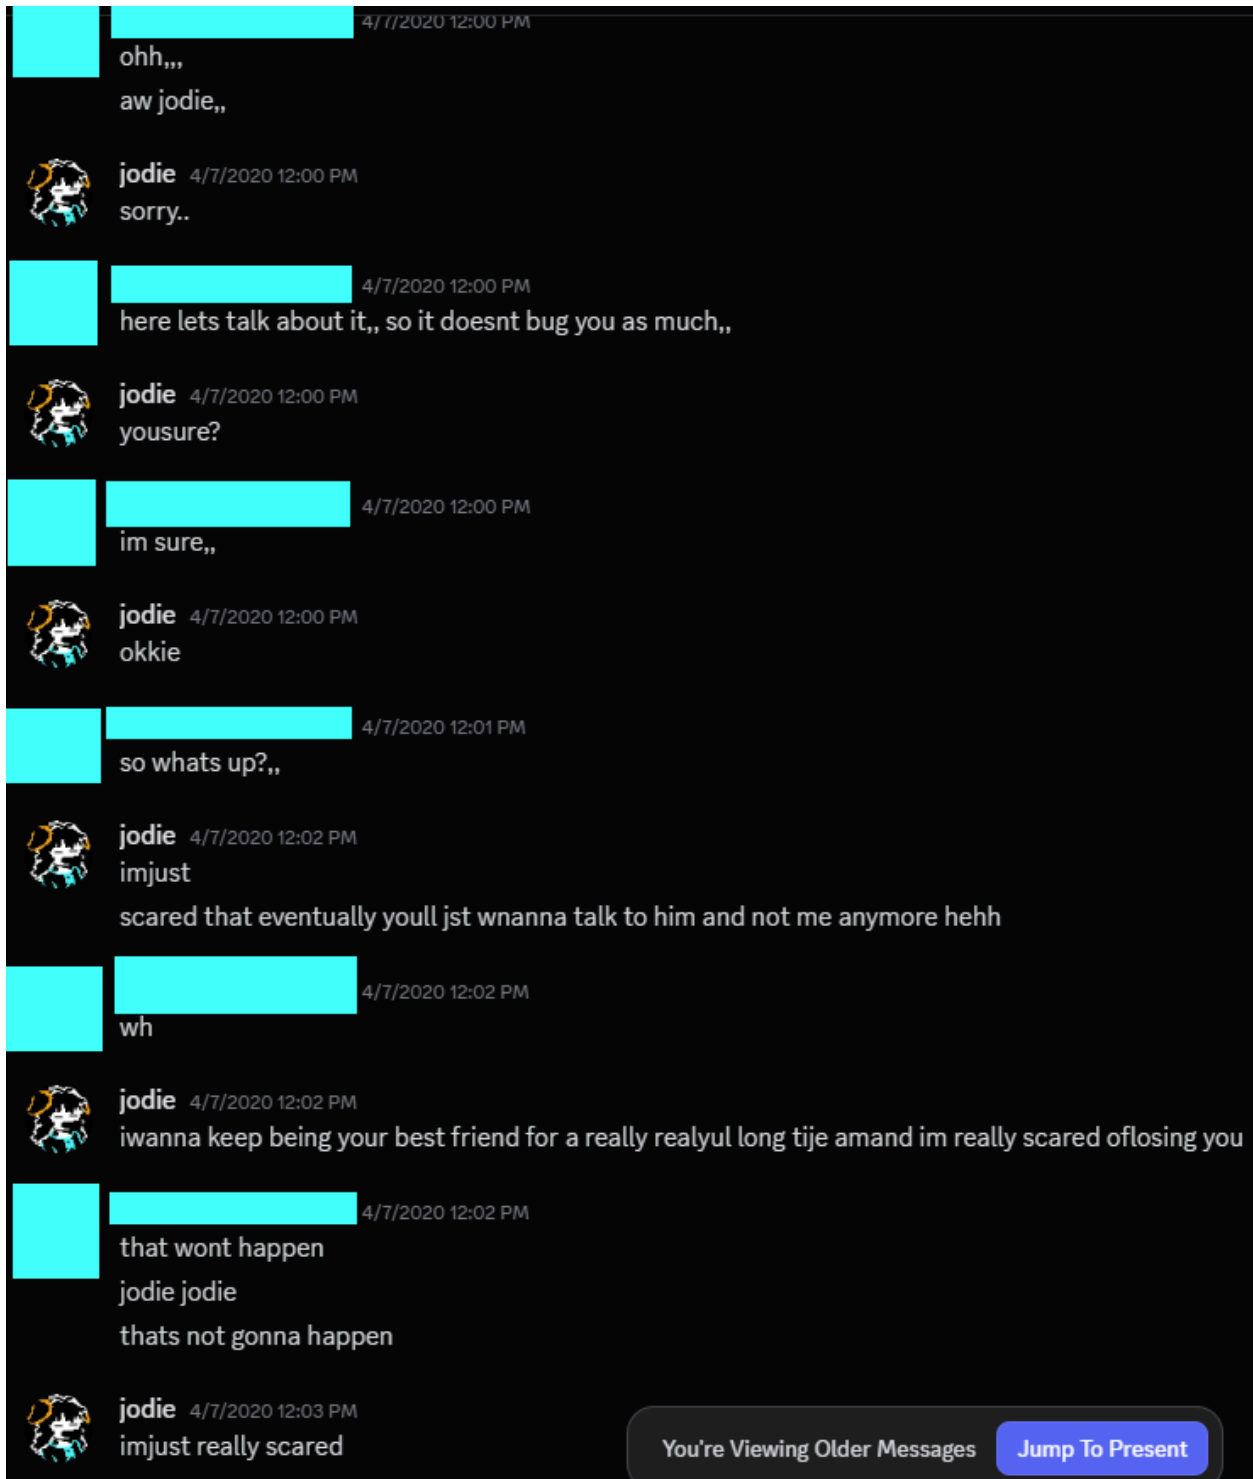 4/7/2020 12:00 PM
ohh,,,
aw jodie,,
jodie 4/7/2020 12:00 PM
sorry..
4/7/2020 12:00 PM
here lets talk about it,, so it doesnt bug you as much,,
jodie 4/7/2020 12:00 PM
yousure?
4/7/2020 12:00 PM
im sure,,
jodie 4/7/2020 12:00 PM
okkie
4/7/2020 12:01 PM
so whats up?,,
jodie 4/7/2020 12:02 PM
imjust
scared that eventually youll jst wnanna talk to him and not me anymore hehh
4/7/2020 12:02 PM
wh
jodie 4/7/2020 12:02 PM
iwanna keep being your best friend for a really realyul long tije amand im really scared oflosing you
4/7/2020 12:02 PM
that wont happen
jodie jodie
thats not gonna happen
jodie 4/7/2020 12:03 PM
imjust really scared
You're Viewing Older Messages Jump To Present